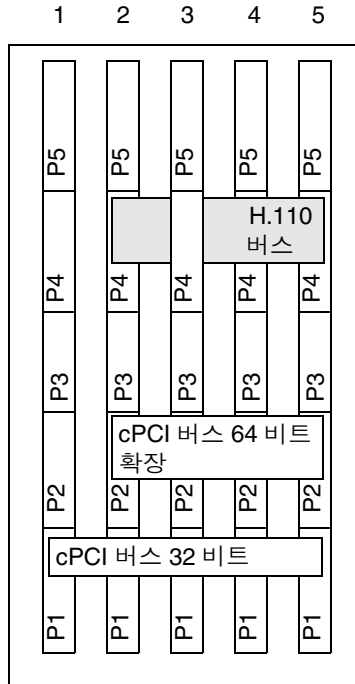 1 2 3 4 5
P5 P5 P5 P5 P5
H.110
버스
P4 P4 P4 P4 P4
P3 P3 P3 P3 P3
cPCI 버스 64 비트
확장
P2 P2 P2 P2 P2
cPCI 버스 32 비트
P1 P1 P1 P1 P1